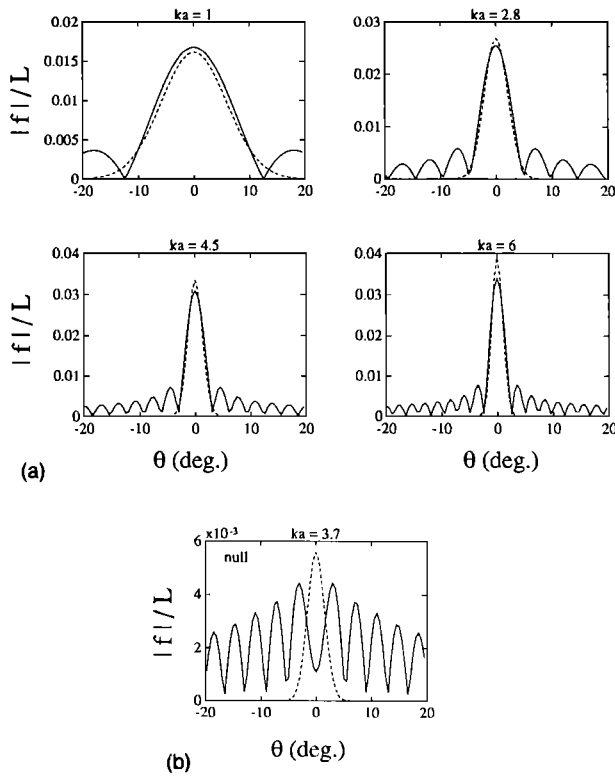 ka = 1
ka = 2.8
0.02
0.015
0.01
0.005
0
|f|/L
-20 -10 0 10 20
0.03
0.02
0.01
0
-20 -10 0 10 20
ka = 4.5
ka = 6
0.04
0.03
0.02
0.01
0
|f|/L
-20 -10 0 10 20
0.04
0.03
0.02
0.01
0
-20 -10 0 10 20
(a)
θ (deg.)
θ (deg.)
x10-3
ka = 3.7
null
6
4
2
0
|f|/L
-20 -10 0 10 20
(b)
θ (deg.)